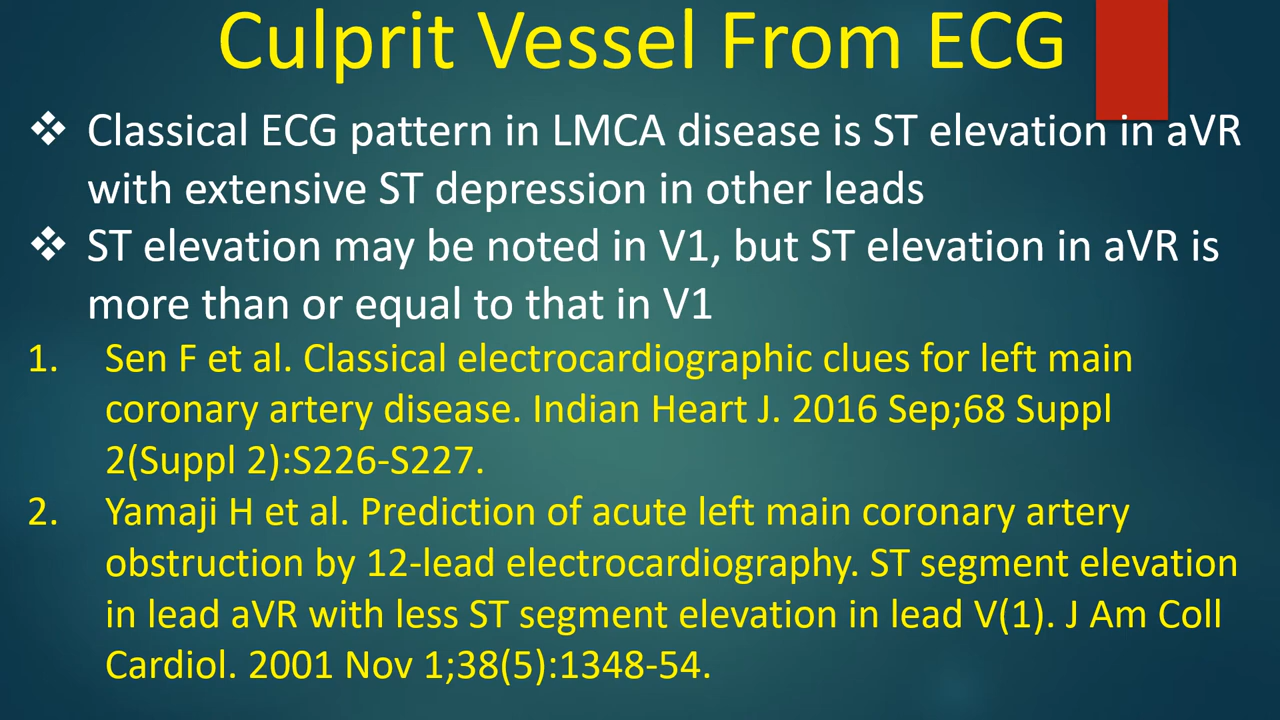 Culprit Vessel From ECG
❖ Classical ECG pattern in LMCA disease is ST elevation in aVR
with extensive ST depression in other leads
❖ ST elevation may be noted in V1, but ST elevation in aVR is
more than or equal to that in V1
1. Sen F et al. Classical electrocardiographic clues for left main
coronary artery disease. Indian Heart J. 2016 Sep;68 Suppl
2(Suppl 2):S226-S227.
2. Yamaji H et al. Prediction of acute left main coronary artery
obstruction by 12-lead electrocardiography. ST segment elevation
in lead aVR with less ST segment elevation in lead V(1). J Am Coll
Cardiol. 2001 Nov 1;38(5):1348-54.